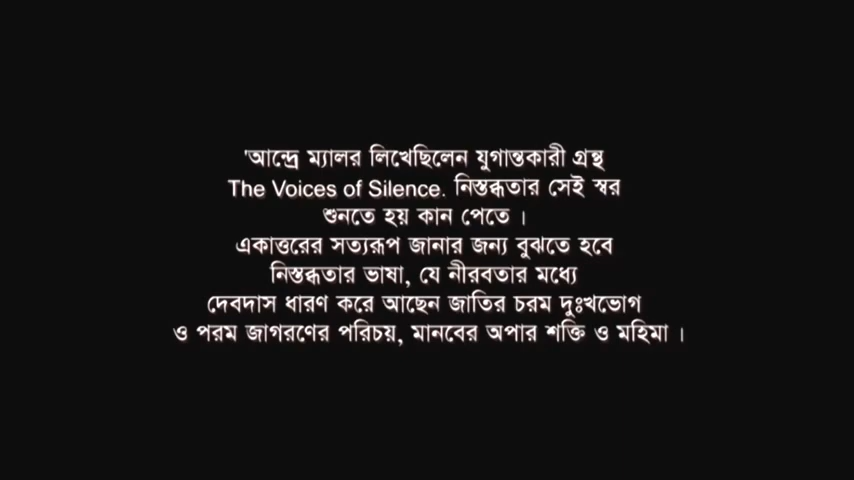 'আন্দ্রে ম্যালর লিখেছিলেন যুগান্তকারী গ্রন্থ
The Voices of Silence. নিস্তব্ধতার সেই স্বর
শুনতে হয় কান পেতে ।
একাত্তরের সত্যরূপ জানার জন্য বুঝতে হবে
নিস্তব্ধতার ভাষা, যে নীরবতার মধ্যে
দেবদাস ধারণ করে আছেন জাতির চরম দুঃখভোগ
ও পরম জাগরণের পরিচয়, মানবের অপার শক্তি ও মহিমা ।